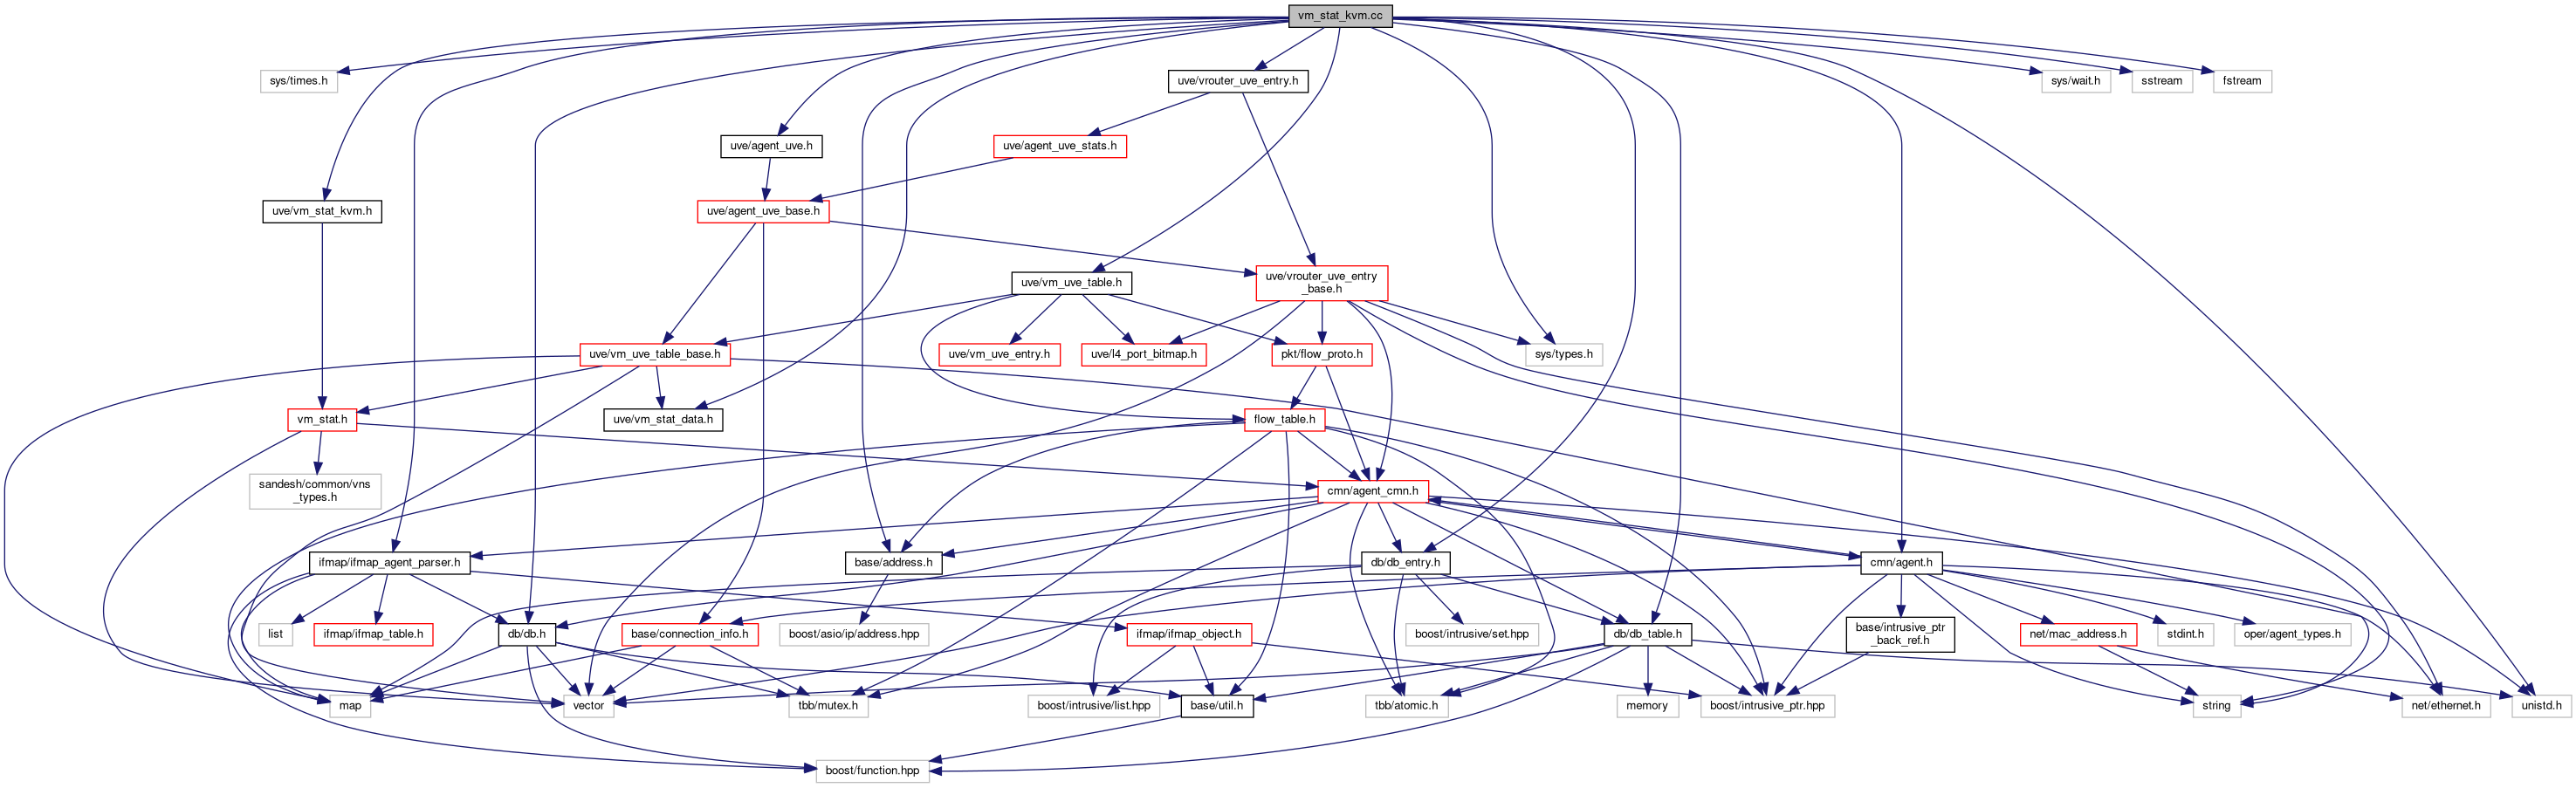 vm_stat_kvm.cc
sys/times.h
uve/vrouter_uve_entry.h
sys/wait.h
sstream
fstream
uve/agent_uve.h
uve/agent_uve_stats.h
uve/vm_stat_kvm.h
uve/agent_uve_base.h
uve/vm_uve_table.h
uve/vrouter_uve_entry
_base.h
uve/vm_uve_table_base.h
uve/vm_uve_entry.h
uve/l4_port_bitmap.h
pkt/flow_proto.h
sys/types.h
vm_stat.h
uve/vm_stat_data.h
flow_table.h
sandesh/common/vns
_types.h
cmn/agent_cmn.h
ifmap/ifmap_agent_parser.h
base/address.h
db/db_entry.h
cmn/agent.h
list
ifmap/ifmap_table.h
db/db.h
base/connection_info.h
boost/asio/ip/address.hpp
ifmap/ifmap_object.h
boost/intrusive/set.hpp
db/db_table.h
base/intrusive_ptr
_back_ref.h
net/mac_address.h
stdint.h
oper/agent_types.h
map
vector
tbb/mutex.h
boost/intrusive/list.hpp
base/util.h
tbb/atomic.h
memory
boost/intrusive_ptr.hpp
string
net/ethernet.h
unistd.h
boost/function.hpp